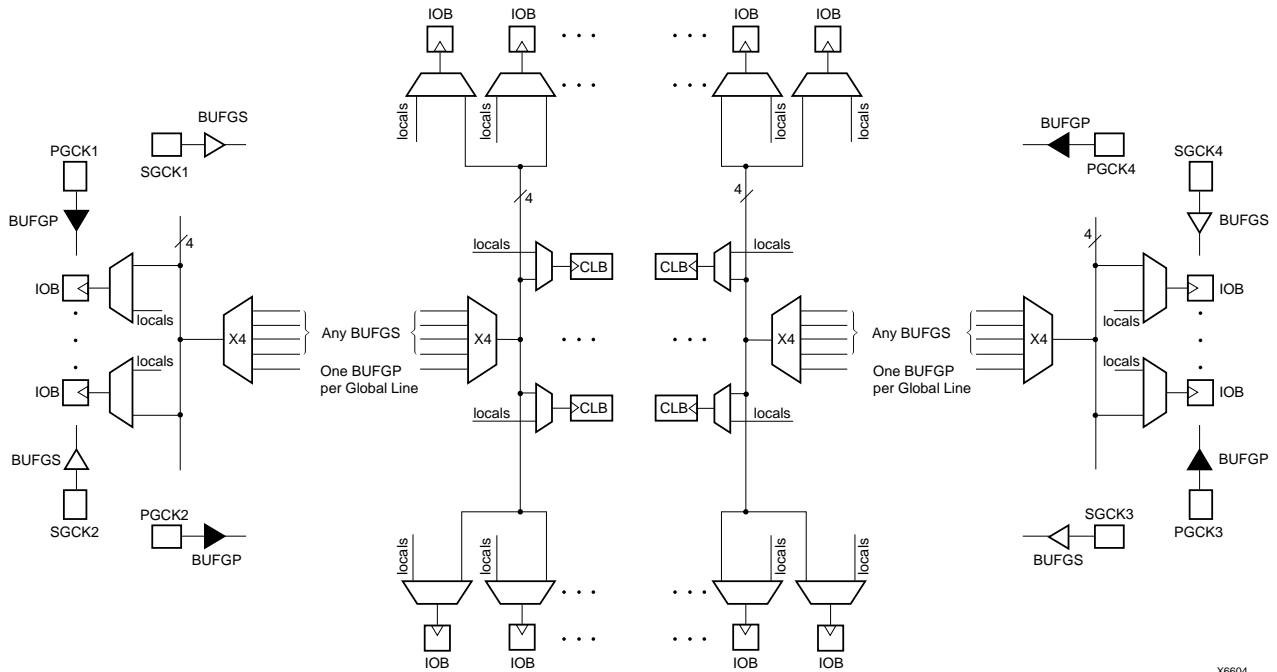 IOB IOB IOB IOB
locals locals locals locals
BUFGS BUFGP
PGCK1 SGCK1 PGCK4 SGCK4
BUFGP 4 4 BUFGS
4 locals CLB CLB locals 4
IOB locals locals IOB
X4 Any BUFGS X4 X4 Any BUFGS X4
One BUFGP One BUFGP
per Global Line per Global Line
locals locals
IOB locals CLB CLB locals IOB
BUFGS BUFGP
SGCK2 PGCK2 SGCK3 PGCK3
BUFGP BUFGS
locals locals locals locals
IOB IOB IOB IOB
X6604